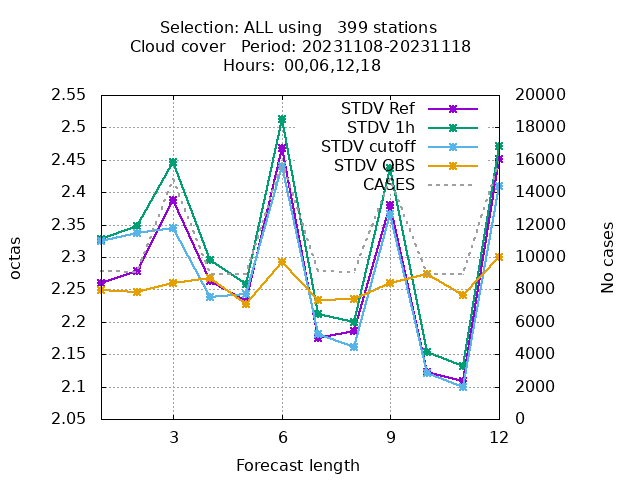 Selection: ALL using   399 stations
Cloud cover   Period: 20231108-20231118
Hours: 00,06,12,18
2.55
2.5
2.45
2.4
2.35
2.3
2.25
2.2
2.15
2.1
2.05
20000
18000
16000
14000
12000
10000
8000
6000
4000
2000
0
STDV Ref
STDV 1h
STDV cutoff
STDV OBS
CASES
octas
No cases
3
6
9
12
Forecast length